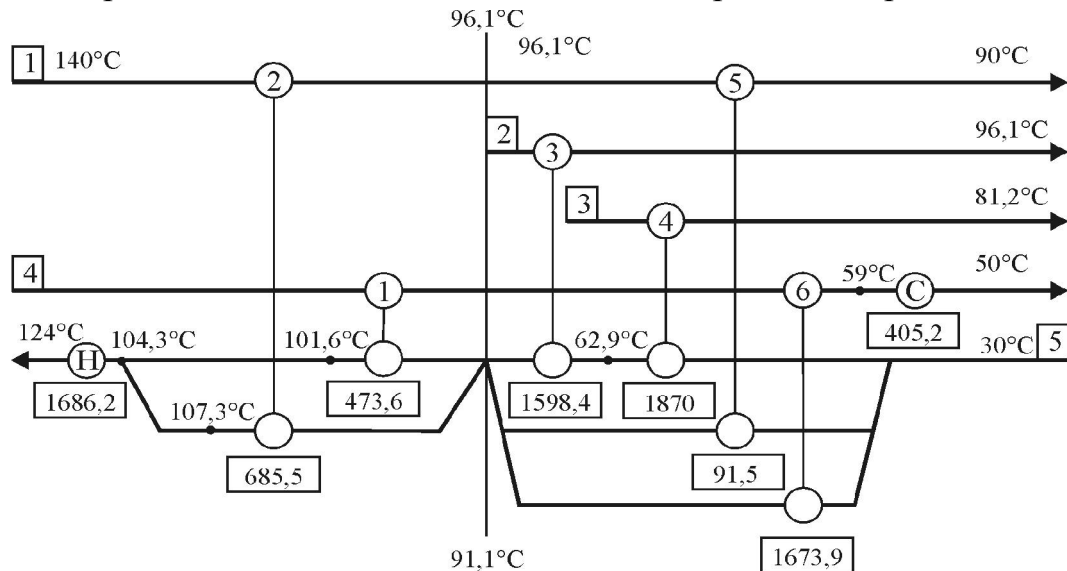 96,1°C
96,1°C
1 140°C 2 5 90°C
2 3 96,1°C
3 4 81,2°C
4 1 6 59°C C 50°C
405,2
124°C 104,3°C 101,6°C 62,9°C 30°C 5
H
1686,2 473,6 1598,4 1870
107,3°C
685,5 91,5
1673,9
91,1°C